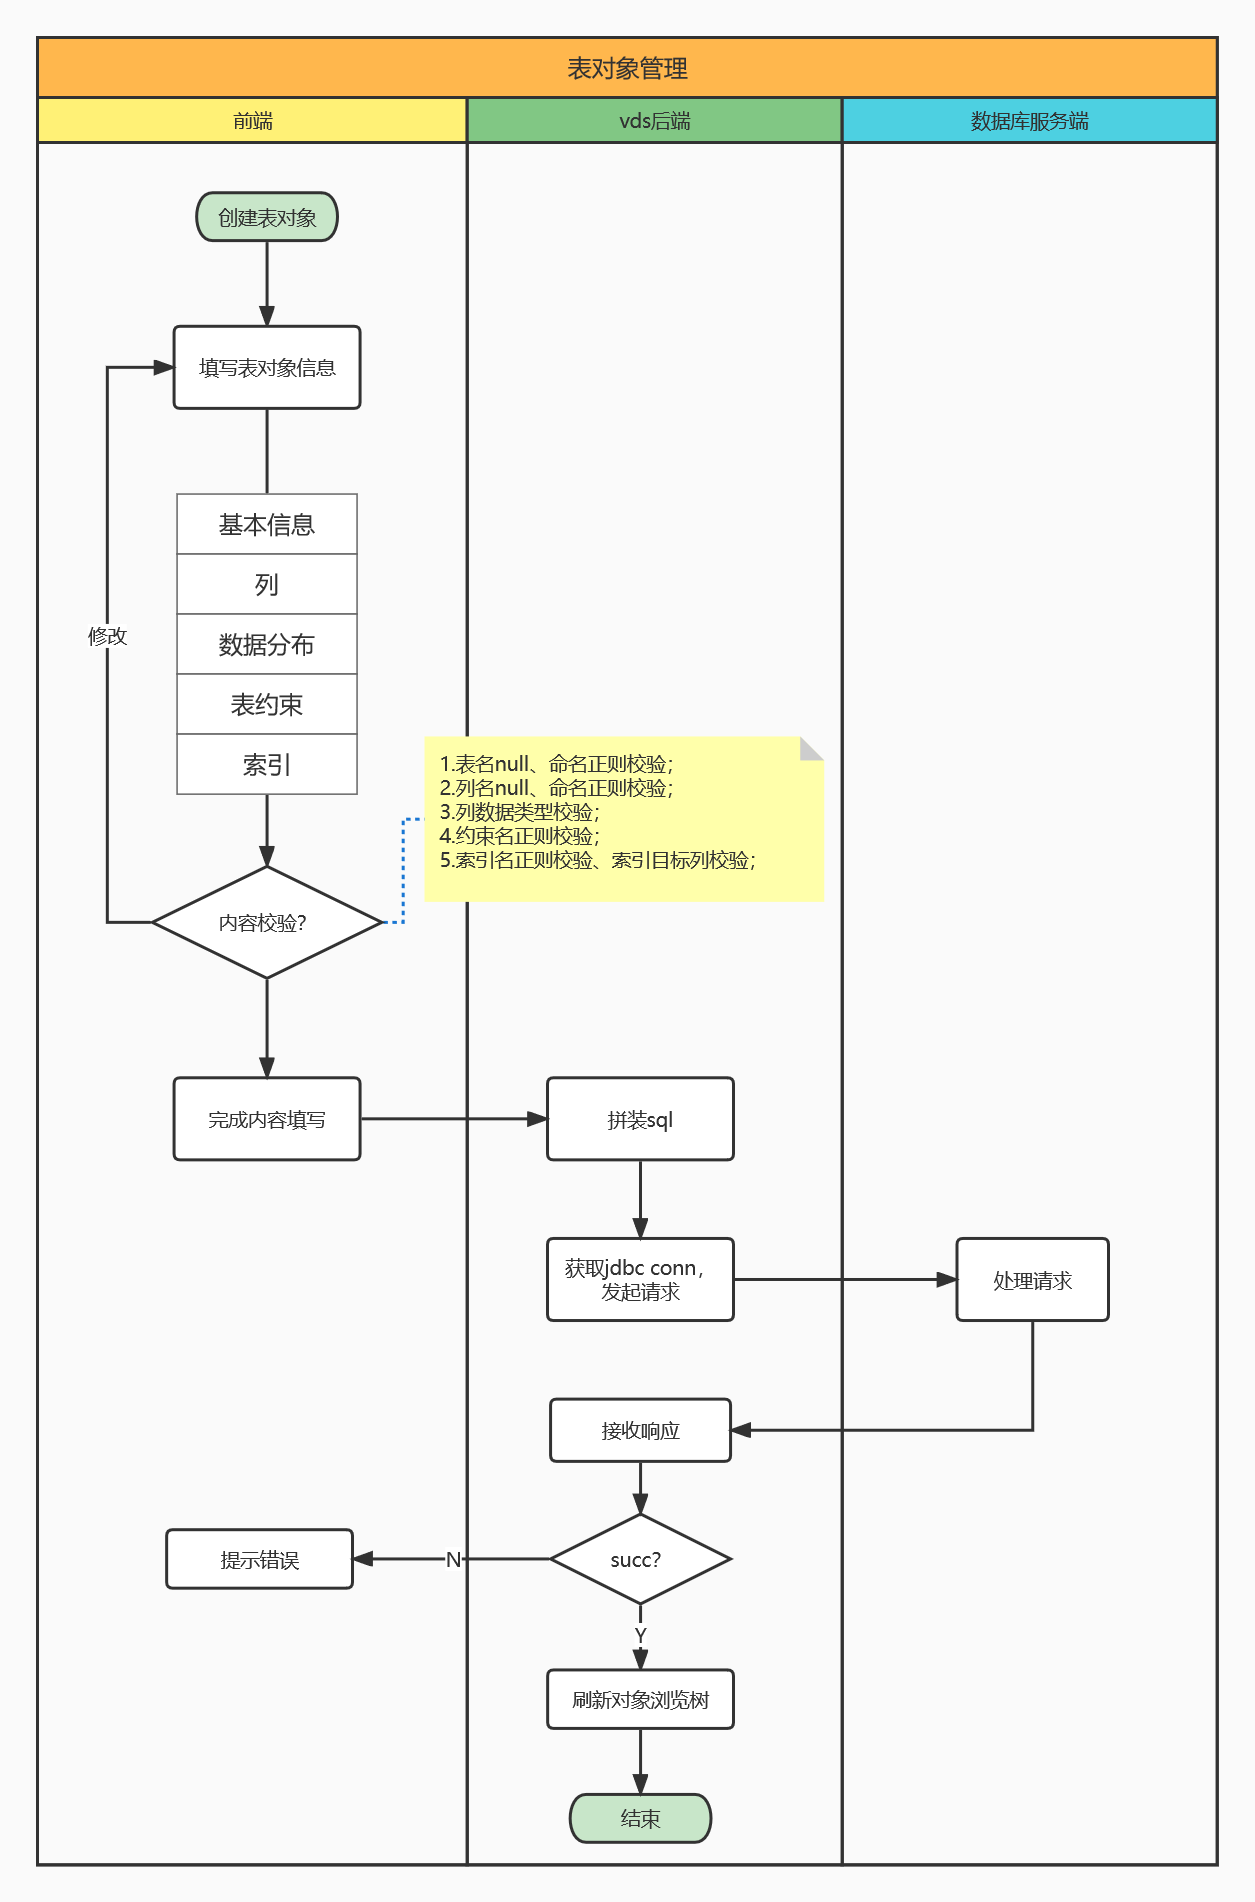 表对象管理
前端
vds后端
数据库服务端
创建表对象
填写表对象信息
基本信息
列
数据分布
表约束
索引
修改
1.表名null、命名正则校验；
2.列名null、命名正则校验；
3.列数据类型校验；
4.约束名正则校验；
5.索引名正则校验、索引目标列校验；
内容校验？
完成内容填写
拼装sql
获取jdbc conn，
发起请求
处理请求
接收响应
succ？
N
提示错误
Y
刷新对象浏览树
结束